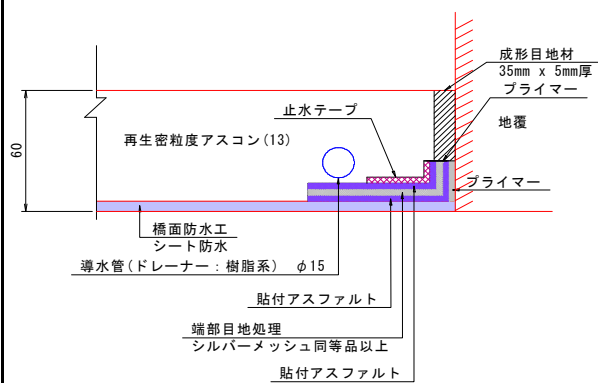 成形目地材
35mm x 5mm厚
プライマー
止水テープ
地覆
再生密粒度アスコン(13)
60
プライマー
橋面防水工
シート防水
導水管(ドレーナー：樹脂系) φ15
貼付アスファルト
端部目地処理
シルバーメッシュ同等品以上
貼付アスファルト